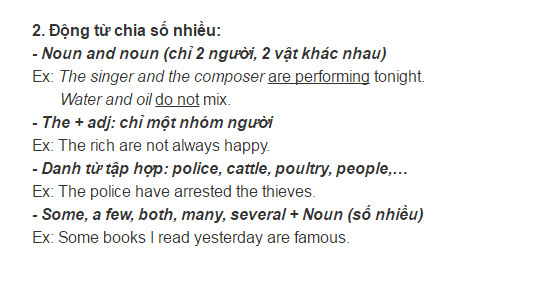 2. Động từ chia số nhiều:
- Noun and noun (chỉ 2 người, 2 vật khác nhau)
Ex: The singer and the composer are performing tonight.
Water and oil do not mix.
- The + adj: chỉ một nhóm người
Ex: The rich are not always happy.
- Danh từ tập hợp: police, cattle, poultry, people,…
Ex: The police have arrested the thieves.
- Some, a few, both, many, several + Noun (số nhiều)
Ex: Some books I read yesterday are famous.